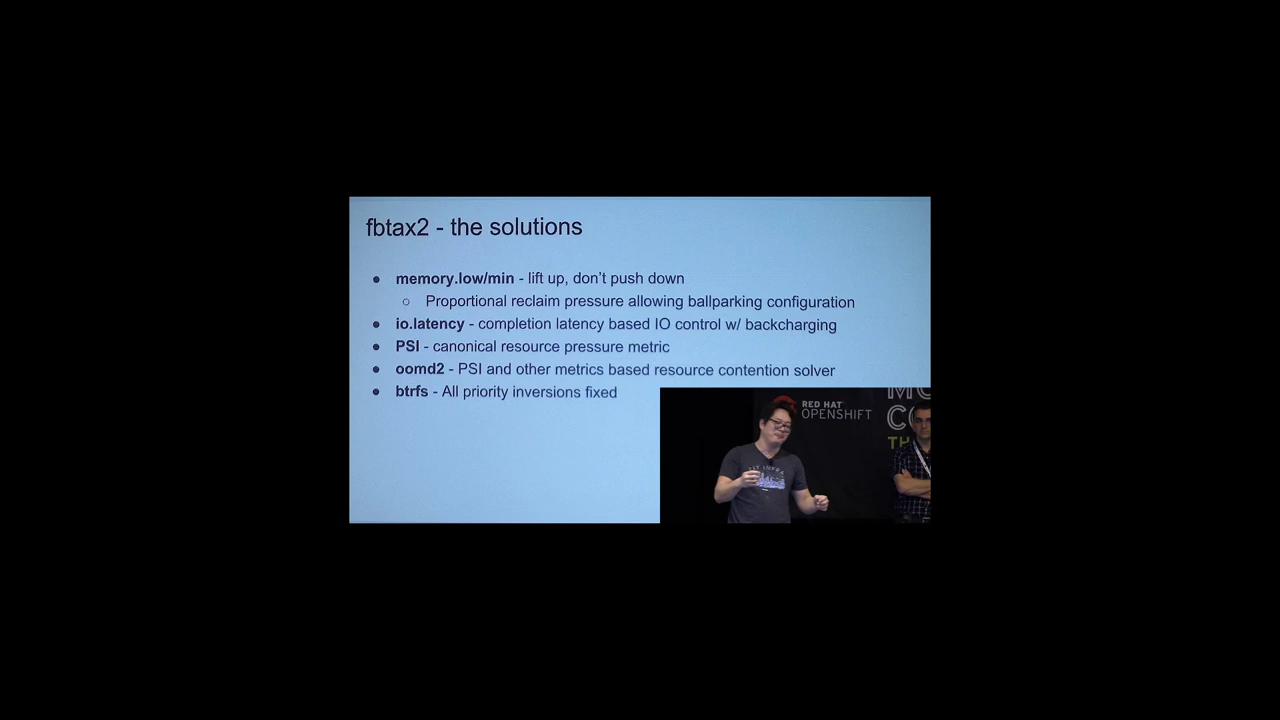 fbtax2 - the solutions
● memory.low/min - lift up, don't push down
○ Proportional reclaim pressure allowing ballparking configuration
● io.latency - completion latency based IO control w/ backcharging
● PSI - canonical resource pressure metric
● oomd2 - PSI and other metrics based resource contention solver
● btrfs - All priority inversions fixed
RED HAT
OPENSHIFT
TH